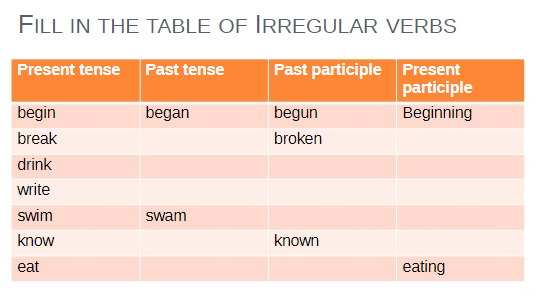 FILL IN THE TABLE OF IRREGULAR VERBS
Present tense Past tense Past participle Present participle
begin began begun Beginning
break broken
drink
write
swim swam
know known
eat eating